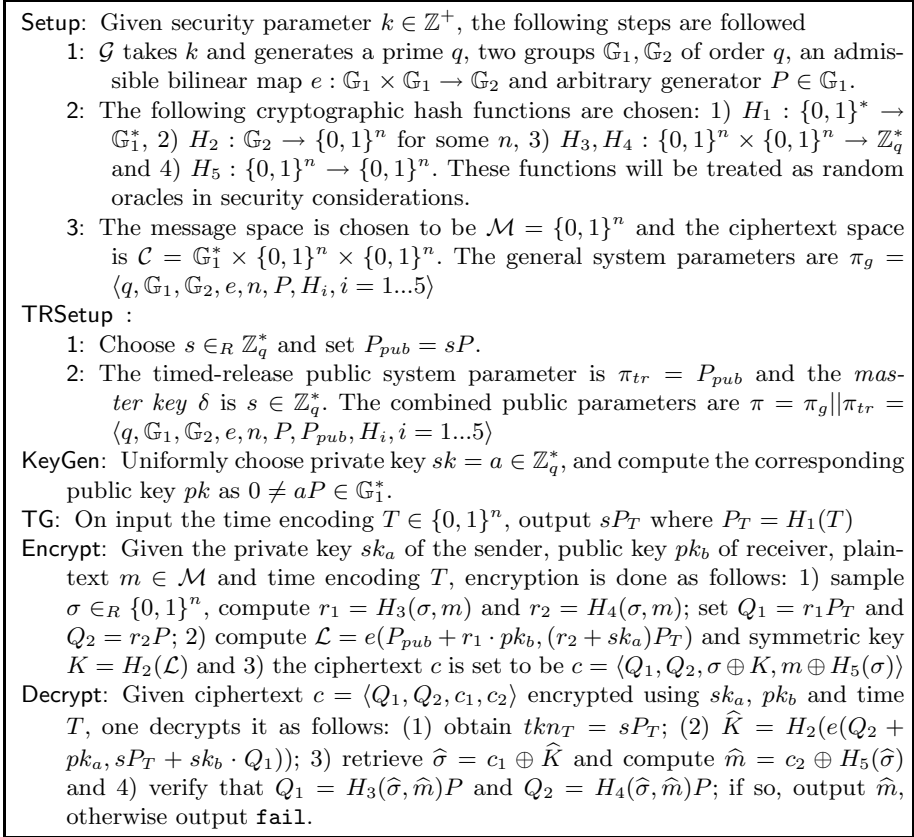 Setup: Given security parameter k ∈ ℤ⁺, the following steps are followed
1: 𝒢 takes k and generates a prime q, two groups 𝔾₁, 𝔾₂ of order q, an admis-
sible bilinear map e : 𝔾₁ × 𝔾₁ → 𝔾₂ and arbitrary generator P ∈ 𝔾₁.
2: The following cryptographic hash functions are chosen: 1) H₁ : {0, 1}* →
𝔾₁*, 2) H₂ : 𝔾₂ → {0, 1}ⁿ for some n, 3) H₃, H₄ : {0, 1}ⁿ × {0, 1}ⁿ → ℤ_q*
and 4) H₅ : {0, 1}ⁿ → {0, 1}ⁿ. These functions will be treated as random
oracles in security considerations.
3: The message space is chosen to be ℳ = {0, 1}ⁿ and the ciphertext space
is 𝒞 = 𝔾₁* × {0, 1}ⁿ × {0, 1}ⁿ. The general system parameters are π_g =
⟨q, 𝔾₁, 𝔾₂, e, n, P, H_i, i = 1...5⟩
TRSetup :
1: Choose s ∈_R ℤ_q* and set P_pub = sP.
2: The timed-release public system parameter is π_tr = P_pub and the mas-
ter key δ is s ∈ ℤ_q*. The combined public parameters are π = π_g||π_tr =
⟨q, 𝔾₁, 𝔾₂, e, n, P, P_pub, H_i, i = 1...5⟩
KeyGen: Uniformly choose private key sk = a ∈ ℤ_q*, and compute the corresponding
public key pk as 0 ≠ aP ∈ 𝔾₁*.
TG: On input the time encoding T ∈ {0, 1}ⁿ, output sP_T where P_T = H₁(T)
Encrypt: Given the private key sk_a of the sender, public key pk_b of receiver, plain-
text m ∈ ℳ and time encoding T, encryption is done as follows: 1) sample
σ ∈_R {0, 1}ⁿ, compute r₁ = H₃(σ, m) and r₂ = H₄(σ, m); set Q₁ = r₁P_T and
Q₂ = r₂P; 2) compute ℒ = e(P_pub + r₁ · pk_b, (r₂ + sk_a)P_T) and symmetric key
K = H₂(ℒ) and 3) the ciphertext c is set to be c = ⟨Q₁, Q₂, σ ⊕ K, m ⊕ H₅(σ)⟩
Decrypt: Given ciphertext c = ⟨Q₁, Q₂, c₁, c₂⟩ encrypted using sk_a, pk_b and time
T, one decrypts it as follows: (1) obtain tkn_T = sP_T; (2) K̂ = H₂(e(Q₂ +
pk_a, sP_T + sk_b · Q₁)); 3) retrieve σ̂ = c₁ ⊕ K̂ and compute m̂ = c₂ ⊕ H₅(σ̂)
and 4) verify that Q₁ = H₃(σ̂, m̂)P and Q₂ = H₄(σ̂, m̂)P; if so, output m̂,
otherwise output fail.